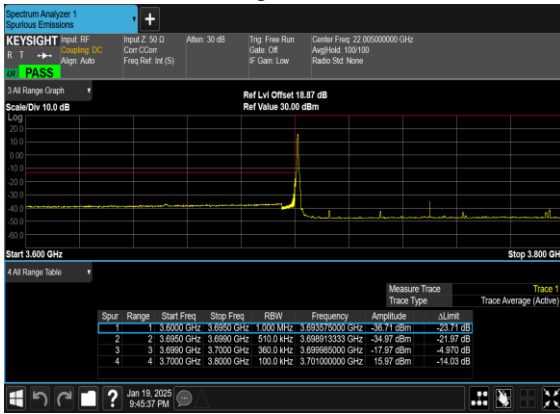 Spectrum Analyzer 1
Spurious Emissions
+
KEYSIGHT Input: RF Input Z: 50 Ω Atten: 30 dB Trig: Free Run Center Freq: 22.005000000 GHz
R T Coupling: DC Corr CCorr Gate: Off Avg|Hold: 100/100
Align: Auto Freq Ref: Int (S) IF Gain: Low Radio Std: None
PASS
3 All Range Graph
Ref Lvl Offset 18.87 dB
Scale/Div 10.0 dB Ref Value 30.00 dBm
Log
20.0
10.0
0.00
-10.0
-20.0
-30.0
-40.0
-50.0
-60.0
Start 3.600 GHz Stop 3.800 GH
4 All Range Table
Measure Trace Trace 1
Trace Type Trace Average (Active)
Spur Range Start Freq Stop Freq RBW Frequency Amplitude ΔLimit
1 1 3.6000 GHz 3.6950 GHz 1.000 MHz 3.693575000 GHz -36.71 dBm -23.71 dB
2 2 3.6950 GHz 3.6990 GHz 510.0 kHz 3.698913333 GHz -34.97 dBm -21.97 dB
3 3 3.6990 GHz 3.7000 GHz 360.0 kHz 3.699985000 GHz -17.97 dBm -4.970 dB
4 4 3.7000 GHz 3.8000 GHz 100.0 kHz 3.701000000 GHz 15.97 dBm -14.03 dB
? Jan 19, 2025
9:45:37 PM